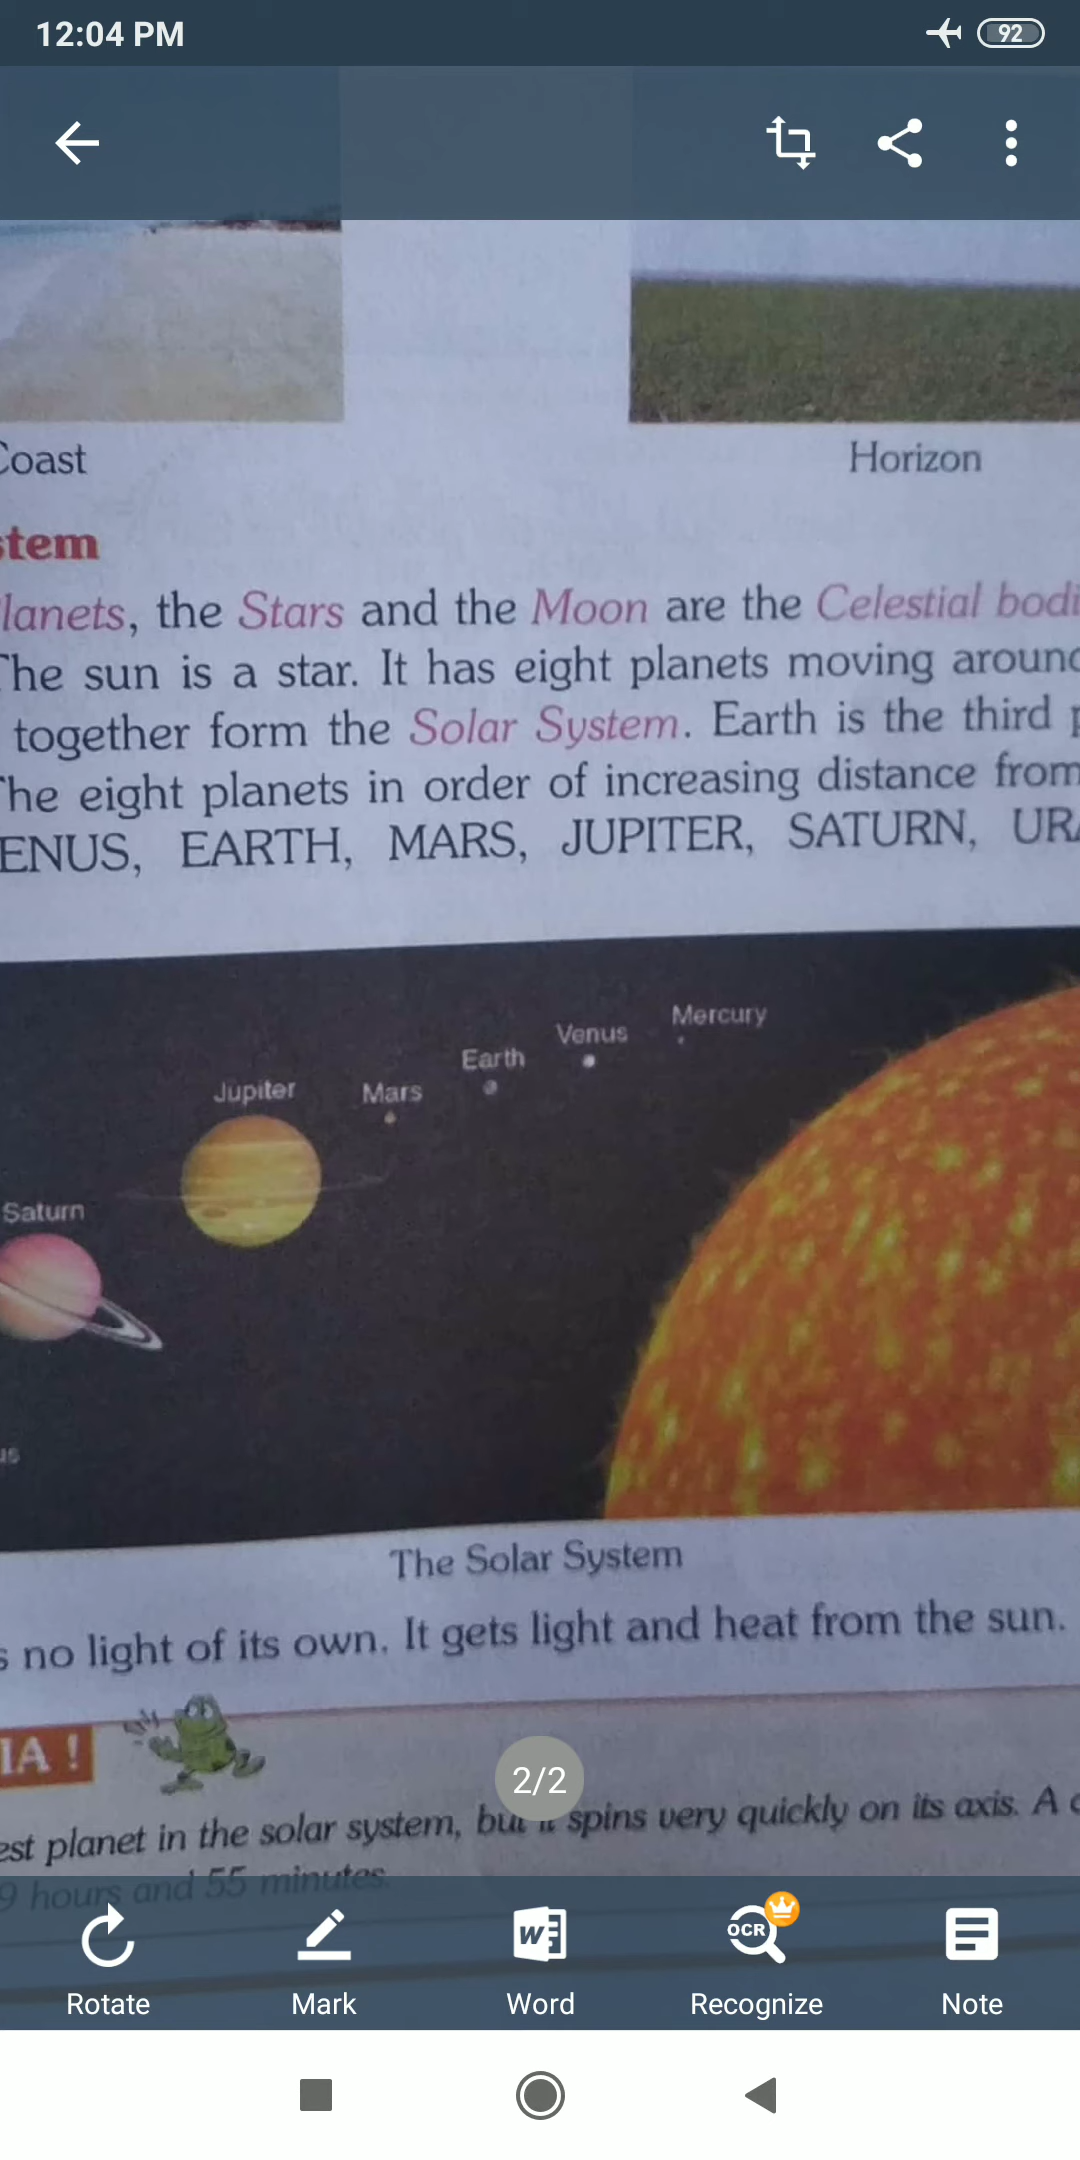 12:04 PM
92
Coast
Horizon
stem
lanets, the Stars and the Moon are the Celestial bodi
The sun is a star. It has eight planets moving around
together form the Solar System. Earth is the third p
The eight planets in order of increasing distance from
ENUS, EARTH, MARS, JUPITER, SATURN, URA
Mercury
Venus
Earth
Mars
Jupiter
Saturn
us
The Solar System
s no light of its own. It gets light and heat from the sun.
IA !
2/2
est planet in the solar system, but it spins very quickly on its axis. A
9 hours and 55 minutes.
W
OCR
Rotate
Mark
Word
Recognize
Note